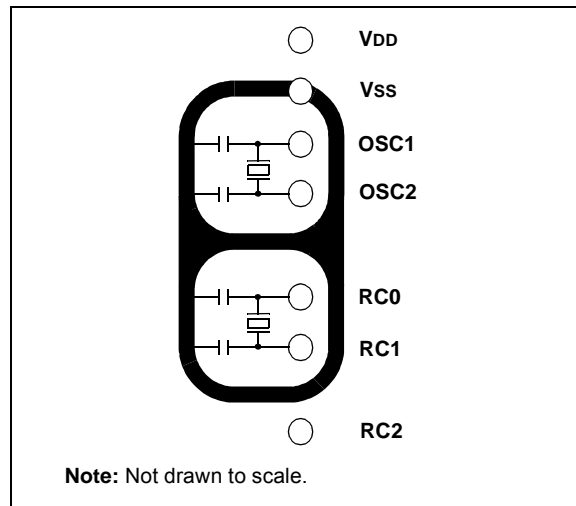 VDD
VSS
OSC1
OSC2
RC0
RC1
RC2
Note: Not drawn to scale.